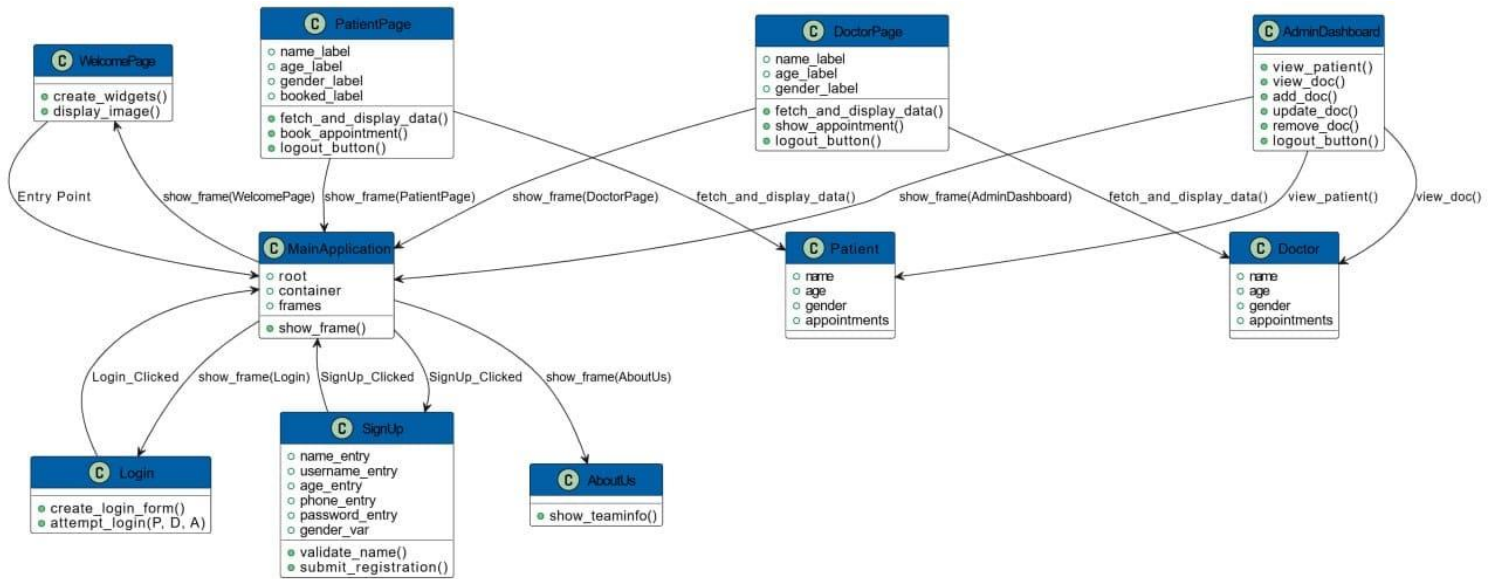 C PatientPage
name_label
age_label
gender_label
booked_label
fetch_and_display_data()
book_appointment()
logout_button()
C DoctorPage
name_label
age_label
gender_label
fetch_and_display_data()
show_appointment()
logout_button()
C AdminDashboard
view_patient()
view_doc()
add_doc()
update_doc()
remove_doc()
logout_button()
C WelcomePage
create_widgets()
display_image()
Entry Point
show_frame(WelcomePage)
show_frame(PatientPage)
show_frame(DoctorPage)
fetch_and_display_data()
show_frame(AdminDashboard)
fetch_and_display_data()
view_patient()
view_doc()
C MainApplication
root
container
frames
show_frame()
C Patient
name
age
gender
appointments
C Doctor
name
age
gender
appointments
Login_Clicked
show_frame(Login)
SignUp_Clicked
SignUp_Clicked
show_frame(AboutUs)
C Login
create_login_form()
attempt_login(P, D, A)
C SignUp
name_entry
username_entry
age_entry
phone_entry
password_entry
gender_var
validate_name()
submit_registration()
C AboutUs
show_teaminfo()